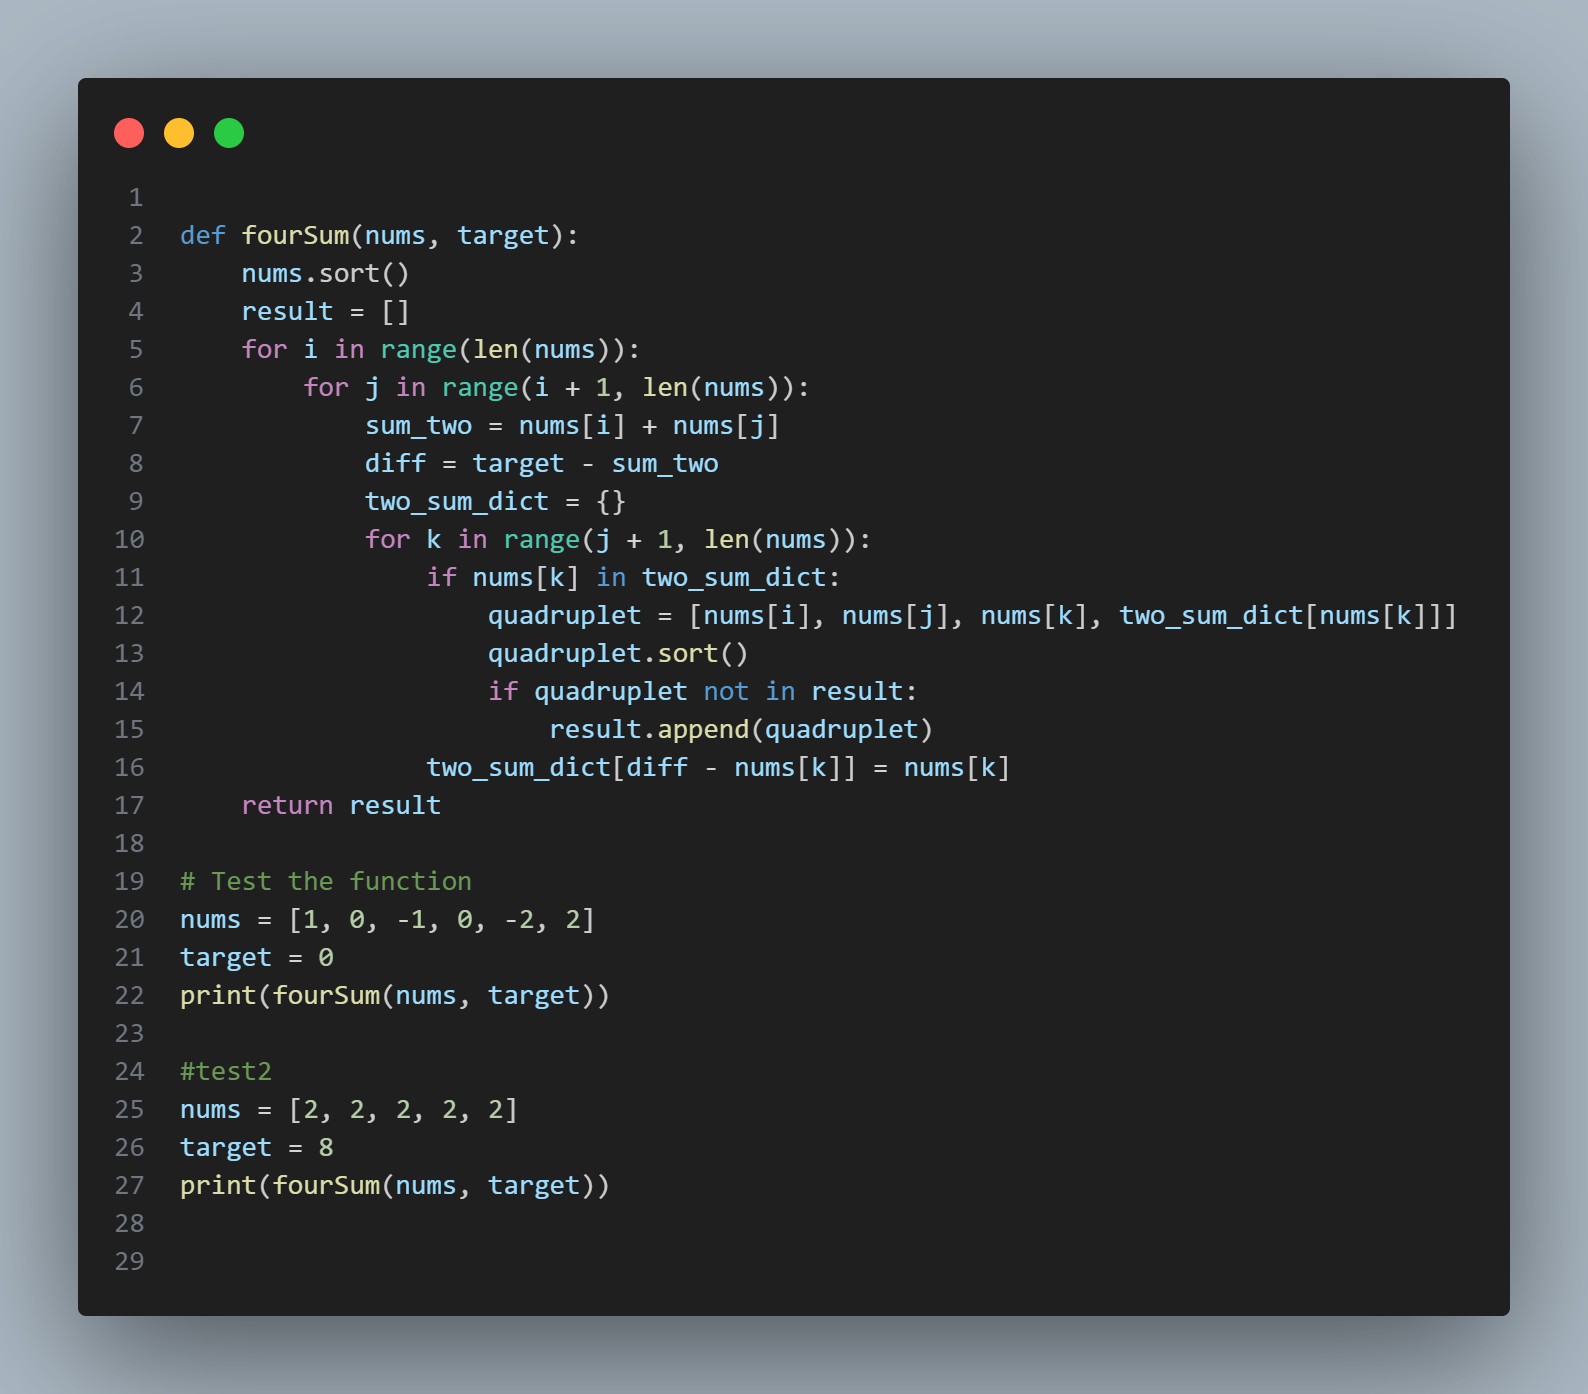 1
2 def fourSum(nums, target):
3     nums.sort()
4     result = []
5     for i in range(len(nums)):
6         for j in range(i + 1, len(nums)):
7             sum_two = nums[i] + nums[j]
8             diff = target - sum_two
9             two_sum_dict = {}
10             for k in range(j + 1, len(nums)):
11                 if nums[k] in two_sum_dict:
12                     quadruplet = [nums[i], nums[j], nums[k], two_sum_dict[nums[k]]]
13                     quadruplet.sort()
14                     if quadruplet not in result:
15                         result.append(quadruplet)
16                 two_sum_dict[diff - nums[k]] = nums[k]
17     return result
18
19 # Test the function
20 nums = [1, 0, -1, 0, -2, 2]
21 target = 0
22 print(fourSum(nums, target))
23
24 #test2
25 nums = [2, 2, 2, 2, 2]
26 target = 8
27 print(fourSum(nums, target))
28
29